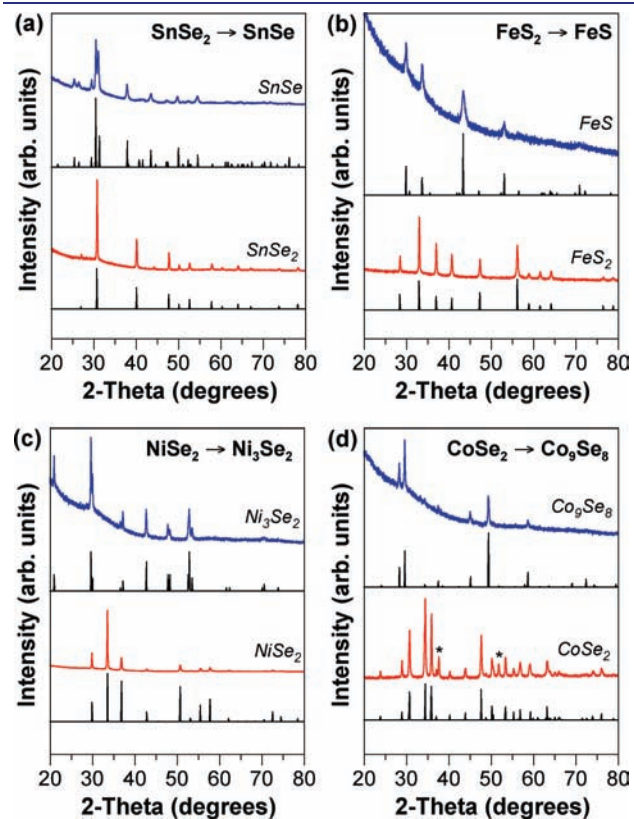 (a) SnSe₂ → SnSe
SnSe
SnSe₂
Intensity (arb. units)
20 30 40 50 60 70 80
2-Theta (degrees)
(b) FeS₂ → FeS
FeS
FeS₂
Intensity (arb. units)
20 30 40 50 60 70 80
2-Theta (degrees)
(c) NiSe₂ → Ni₃Se₂
Ni₃Se₂
NiSe₂
Intensity (arb. units)
20 30 40 50 60 70 80
2-Theta (degrees)
(d) CoSe₂ → Co₉Se₈
Co₉Se₈
CoSe₂
* *
Intensity (arb. units)
20 30 40 50 60 70 80
2-Theta (degrees)